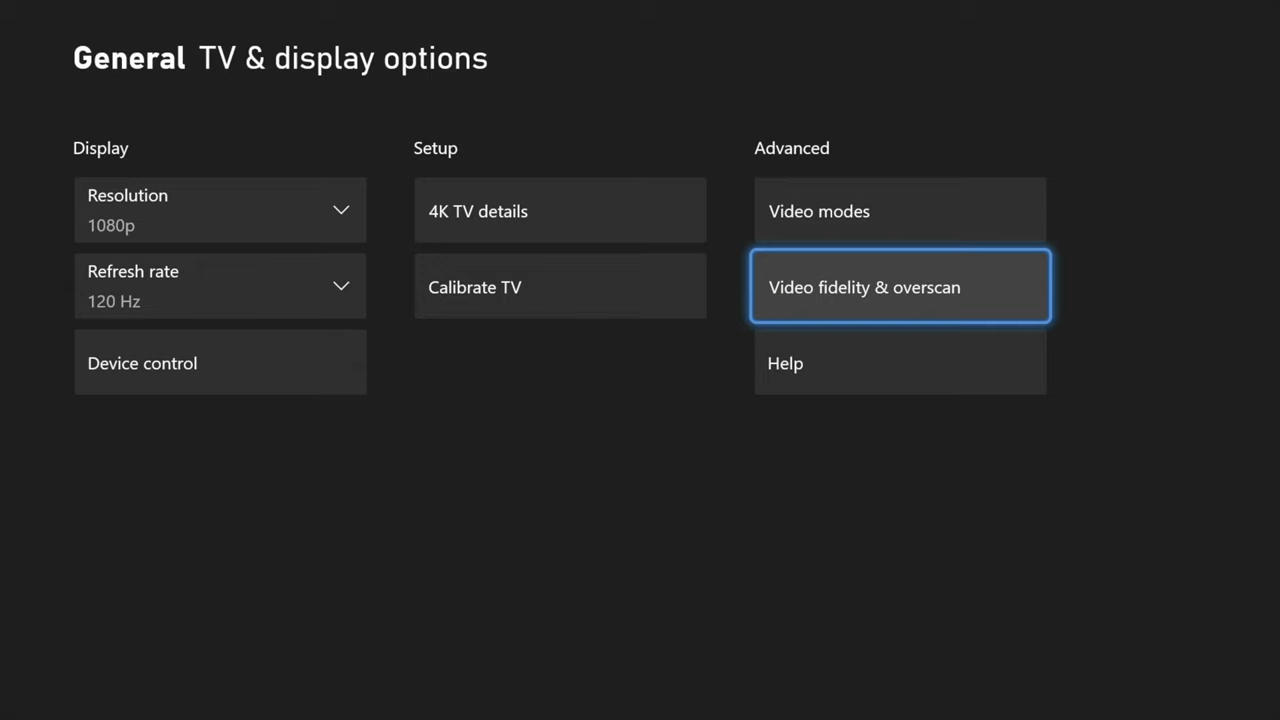 General TV & display options
Display
Resolution
1080p
Refresh rate
120 Hz
Device control
Setup
4K TV details
Calibrate TV
Advanced
Video modes
Video fidelity & overscan
Help